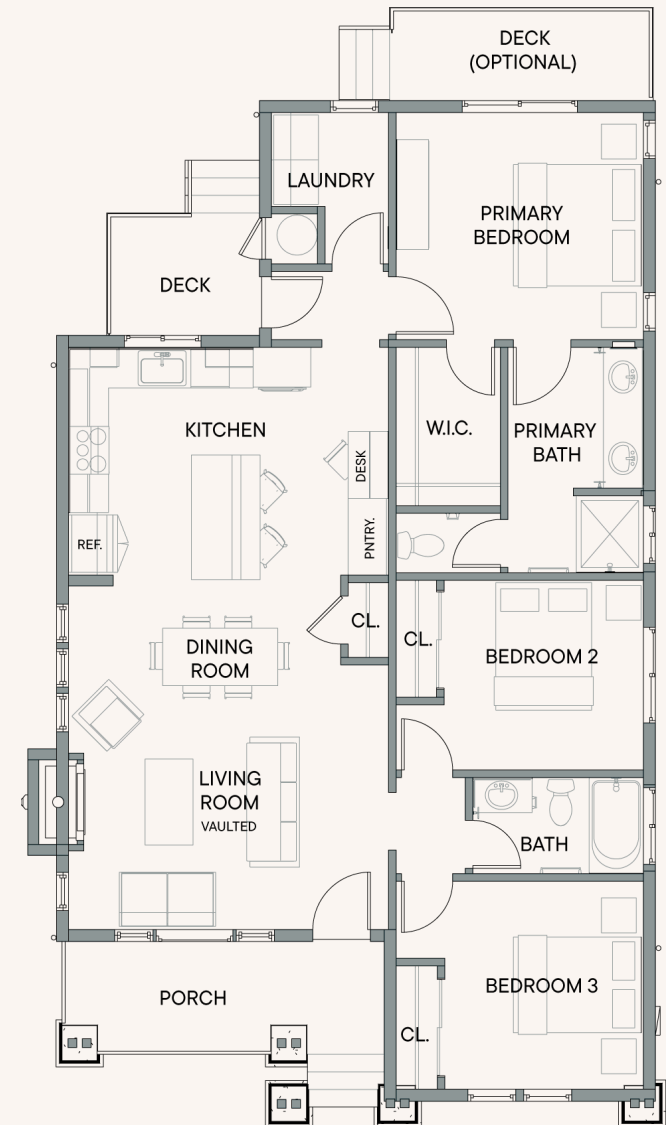 DECK
(OPTIONAL)
LAUNDRY
PRIMARY
BEDROOM
DECK
KITCHEN
W.I.C.
PRIMARY
BATH
DESK
REF.
PNTRY.
CL.
CL.
DINING
ROOM
BEDROOM 2
LIVING
ROOM
VAULTED
BATH
BEDROOM 3
PORCH
CL.